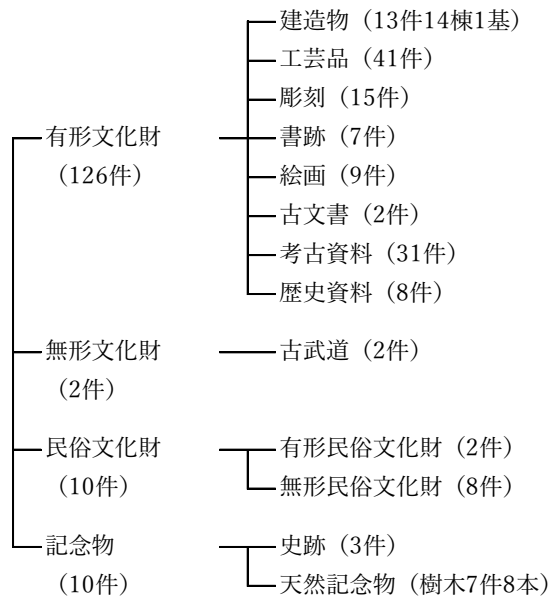 建造物（13件14棟1基）
工芸品（41件）
彫刻（15件）
有形文化財
書跡（7件）
（126件）
絵画（9件）
古文書（2件）
考古資料（31件）
歴史資料（8件）
無形文化財
古武道（2件）
（2件）
民俗文化財
有形民俗文化財（2件）
（10件）
無形民俗文化財（8件）
記念物
史跡（3件）
（10件）
天然記念物（樹木7件8本）